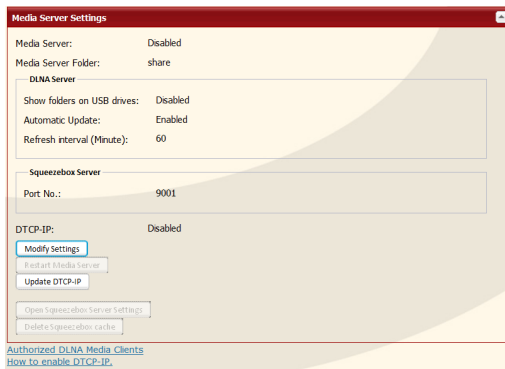 Media Server Settings
Media Server: Disabled
Media Server Folder: share
DLNA Server
Show folders on USB drives: Disabled
Automatic Update: Enabled
Refresh interval (Minute): 60
Squeezebox Server
Port No.: 9001
DTCP-IP: Disabled
Modify Settings
Restart Media Server
Update DTCP-IP
Open Squeezebox Server Settings
Delete Squeezebox cache
Authorized DLNA Media Clients
How to enable DTCP-IP.